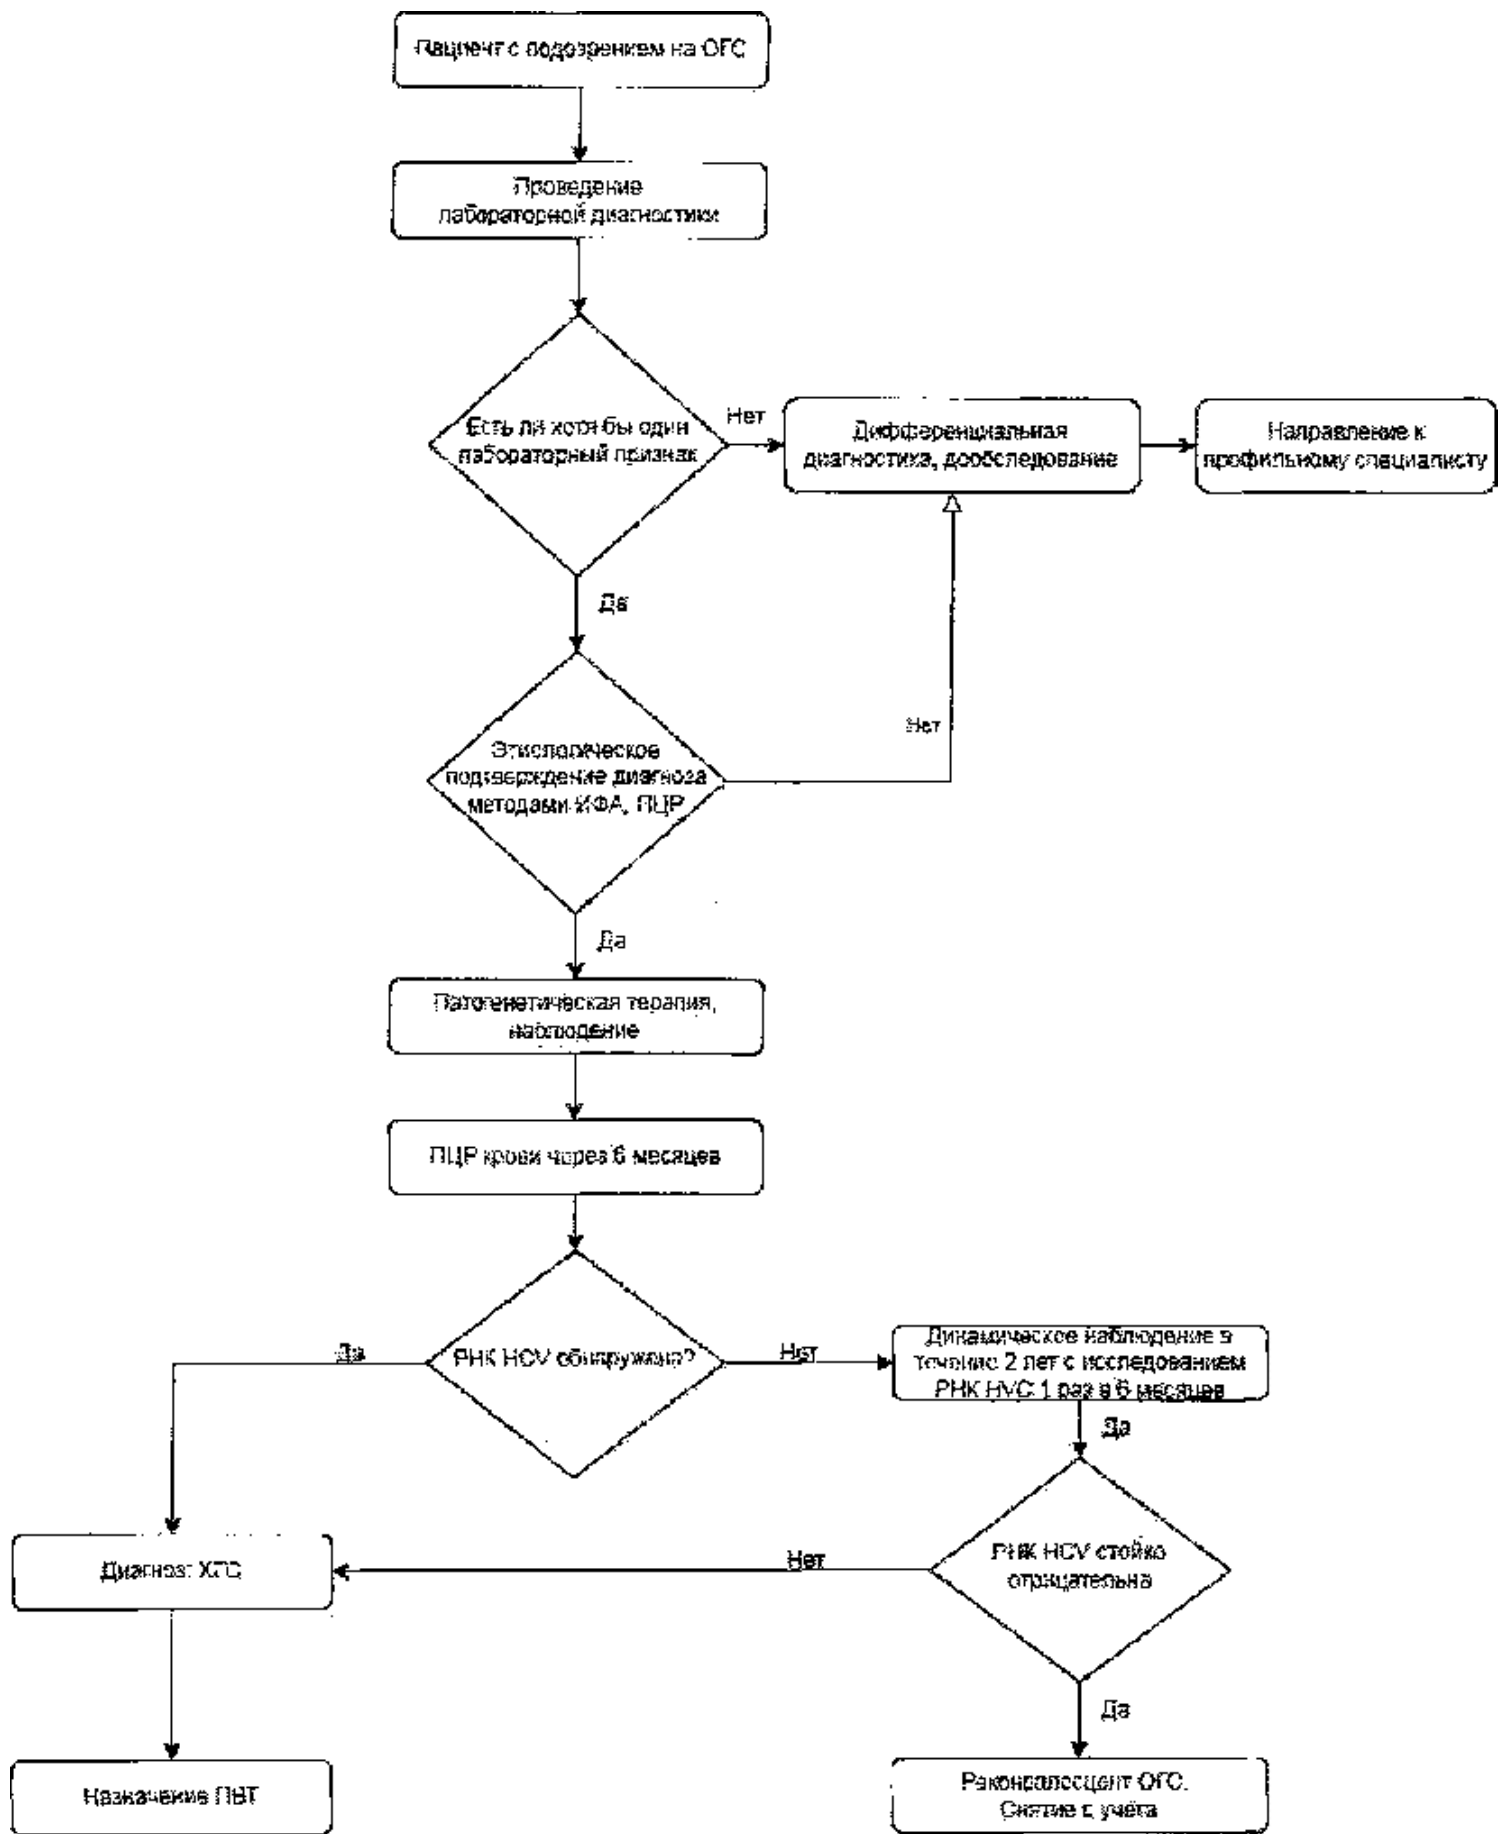 Пациент с подозрением на ОГС
Проведение
лабораторной диагностики
Есть ли хотя бы один
лабораторный признак
Нет
Дифференциальная
диагностика, дообследование
Направление к
профильному специалисту
Да
Этиологическое
подтверждение диагноза
методами ИФА, ПЦР
Нет
Да
Патогенетическая терапия,
наблюдение
ПЦР крови через 6 месяцев
РНК HCV обнаружена?
Да
Нет
Динамическое наблюдение в
течение 2 лет с исследованием
РНК HVC 1 раз в 6 месяцев
Да
РНК HCV стойко
отрицательна
Нет
Диагноз: ХГС
Да
Назначение ПВТ
Реконвалесцент ОГС.
Снятие с учёта